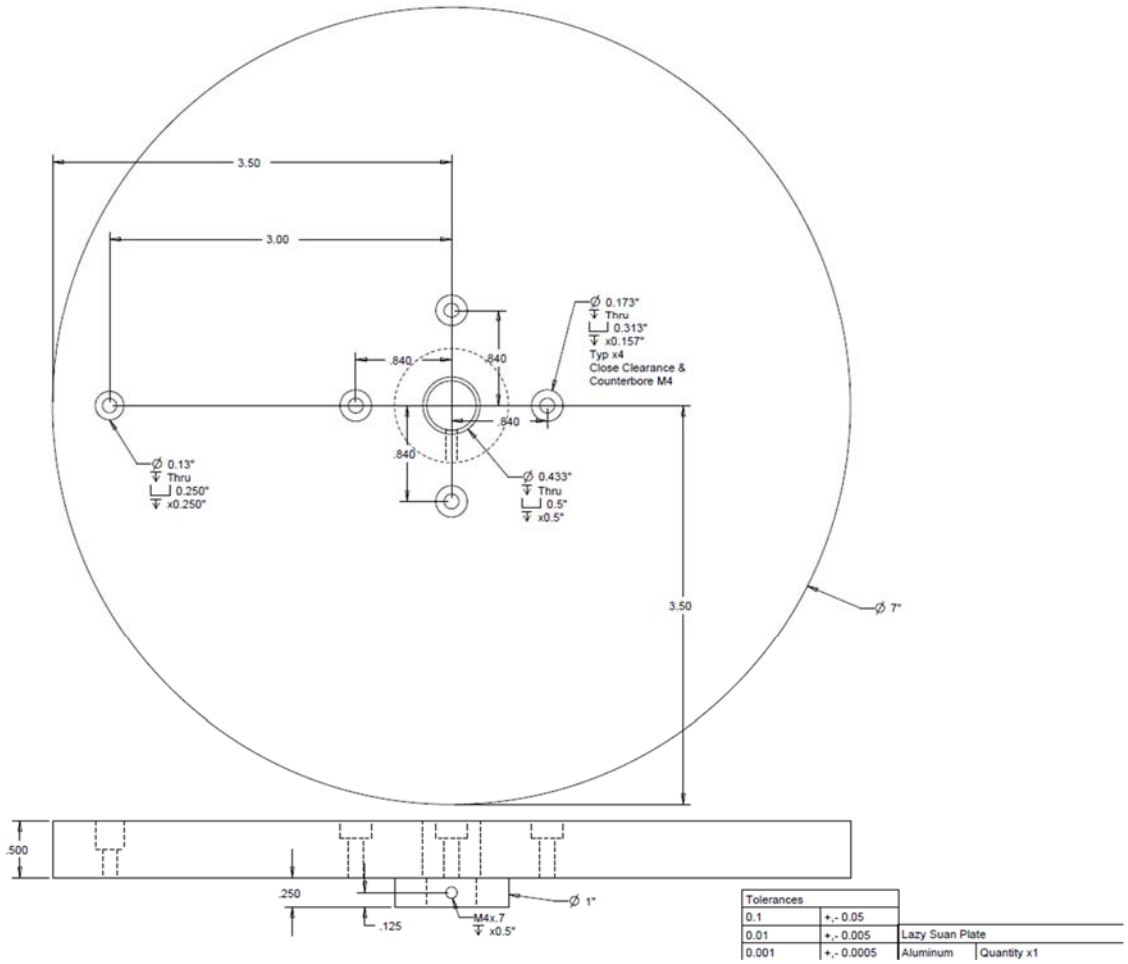 3.50
3.00
⌀ 0.173"
↧ Thru
⌴ 0.313"
↧ x0.157"
Typ x4
Close Clearance &
Counterbore M4
.840
.840
.840
.840
⌀ 0.13"
↧ Thru
⌴ 0.250"
↧ x0.250"
⌀ 0.433"
↧ Thru
⌴ 0.5"
↧ x0.5"
3.50
⌀ 7"
.500
.250
.125
M4x.7
↧ x0.5"
⌀ 1"
Tolerances
0.1 +,- 0.05
0.01 +,- 0.005 Lazy Suan Plate
0.001 +,- 0.0005 Aluminum Quantity x1